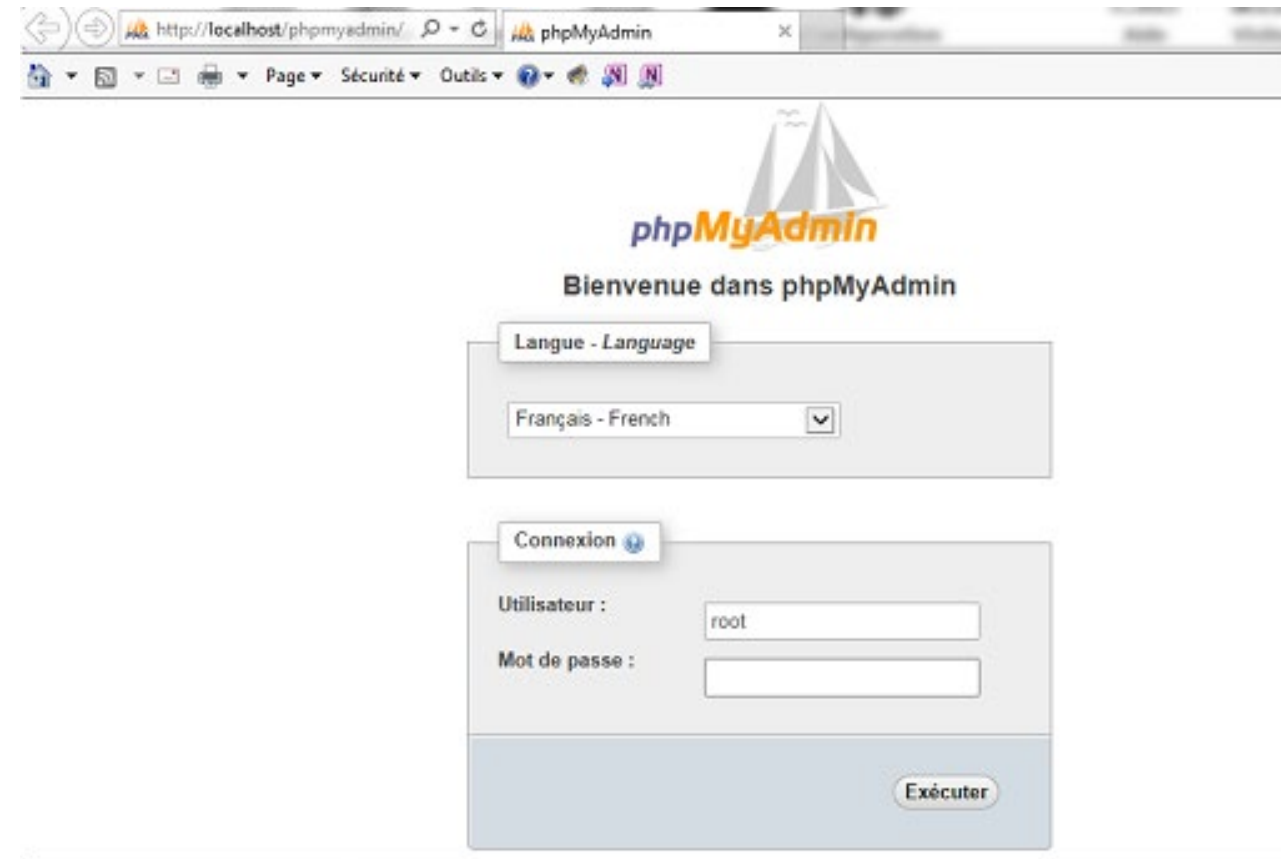 http://localhost/phpmyadmin/
phpMyAdmin
Page Sécurité Outils
phpMyAdmin
Bienvenue dans phpMyAdmin
Langue - Language
Français - French
Connexion
Utilisateur :
root
Mot de passe :
Exécuter